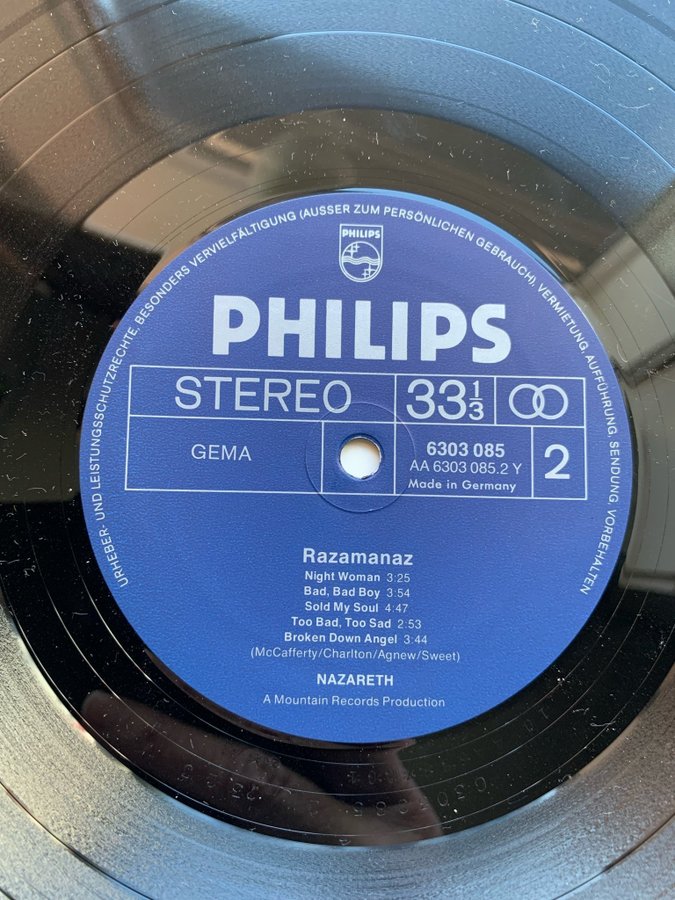 URHEBER- UND LEISTUNGSSCHUTZRECHTE, BESONDERS VERVIELFÄLTIGUNG (AUSSER ZUM PERSÖNLICHEN GEBRAUCH), VERMIETUNG, AUFFÜHRUNG, SENDUNG, VORBEHALTEN
PHILIPS
PHILIPS
STEREO 33⅓
GEMA
6303 085
AA 6303 085.2 Y
Made in Germany
2
Razamanaz
Night Woman 3:25
Bad, Bad Boy 3:54
Sold My Soul 4:47
Too Bad, Too Sad 2:53
Broken Down Angel 3:44
(McCafferty/Charlton/Agnew/Sweet)
NAZARETH
A Mountain Records Production